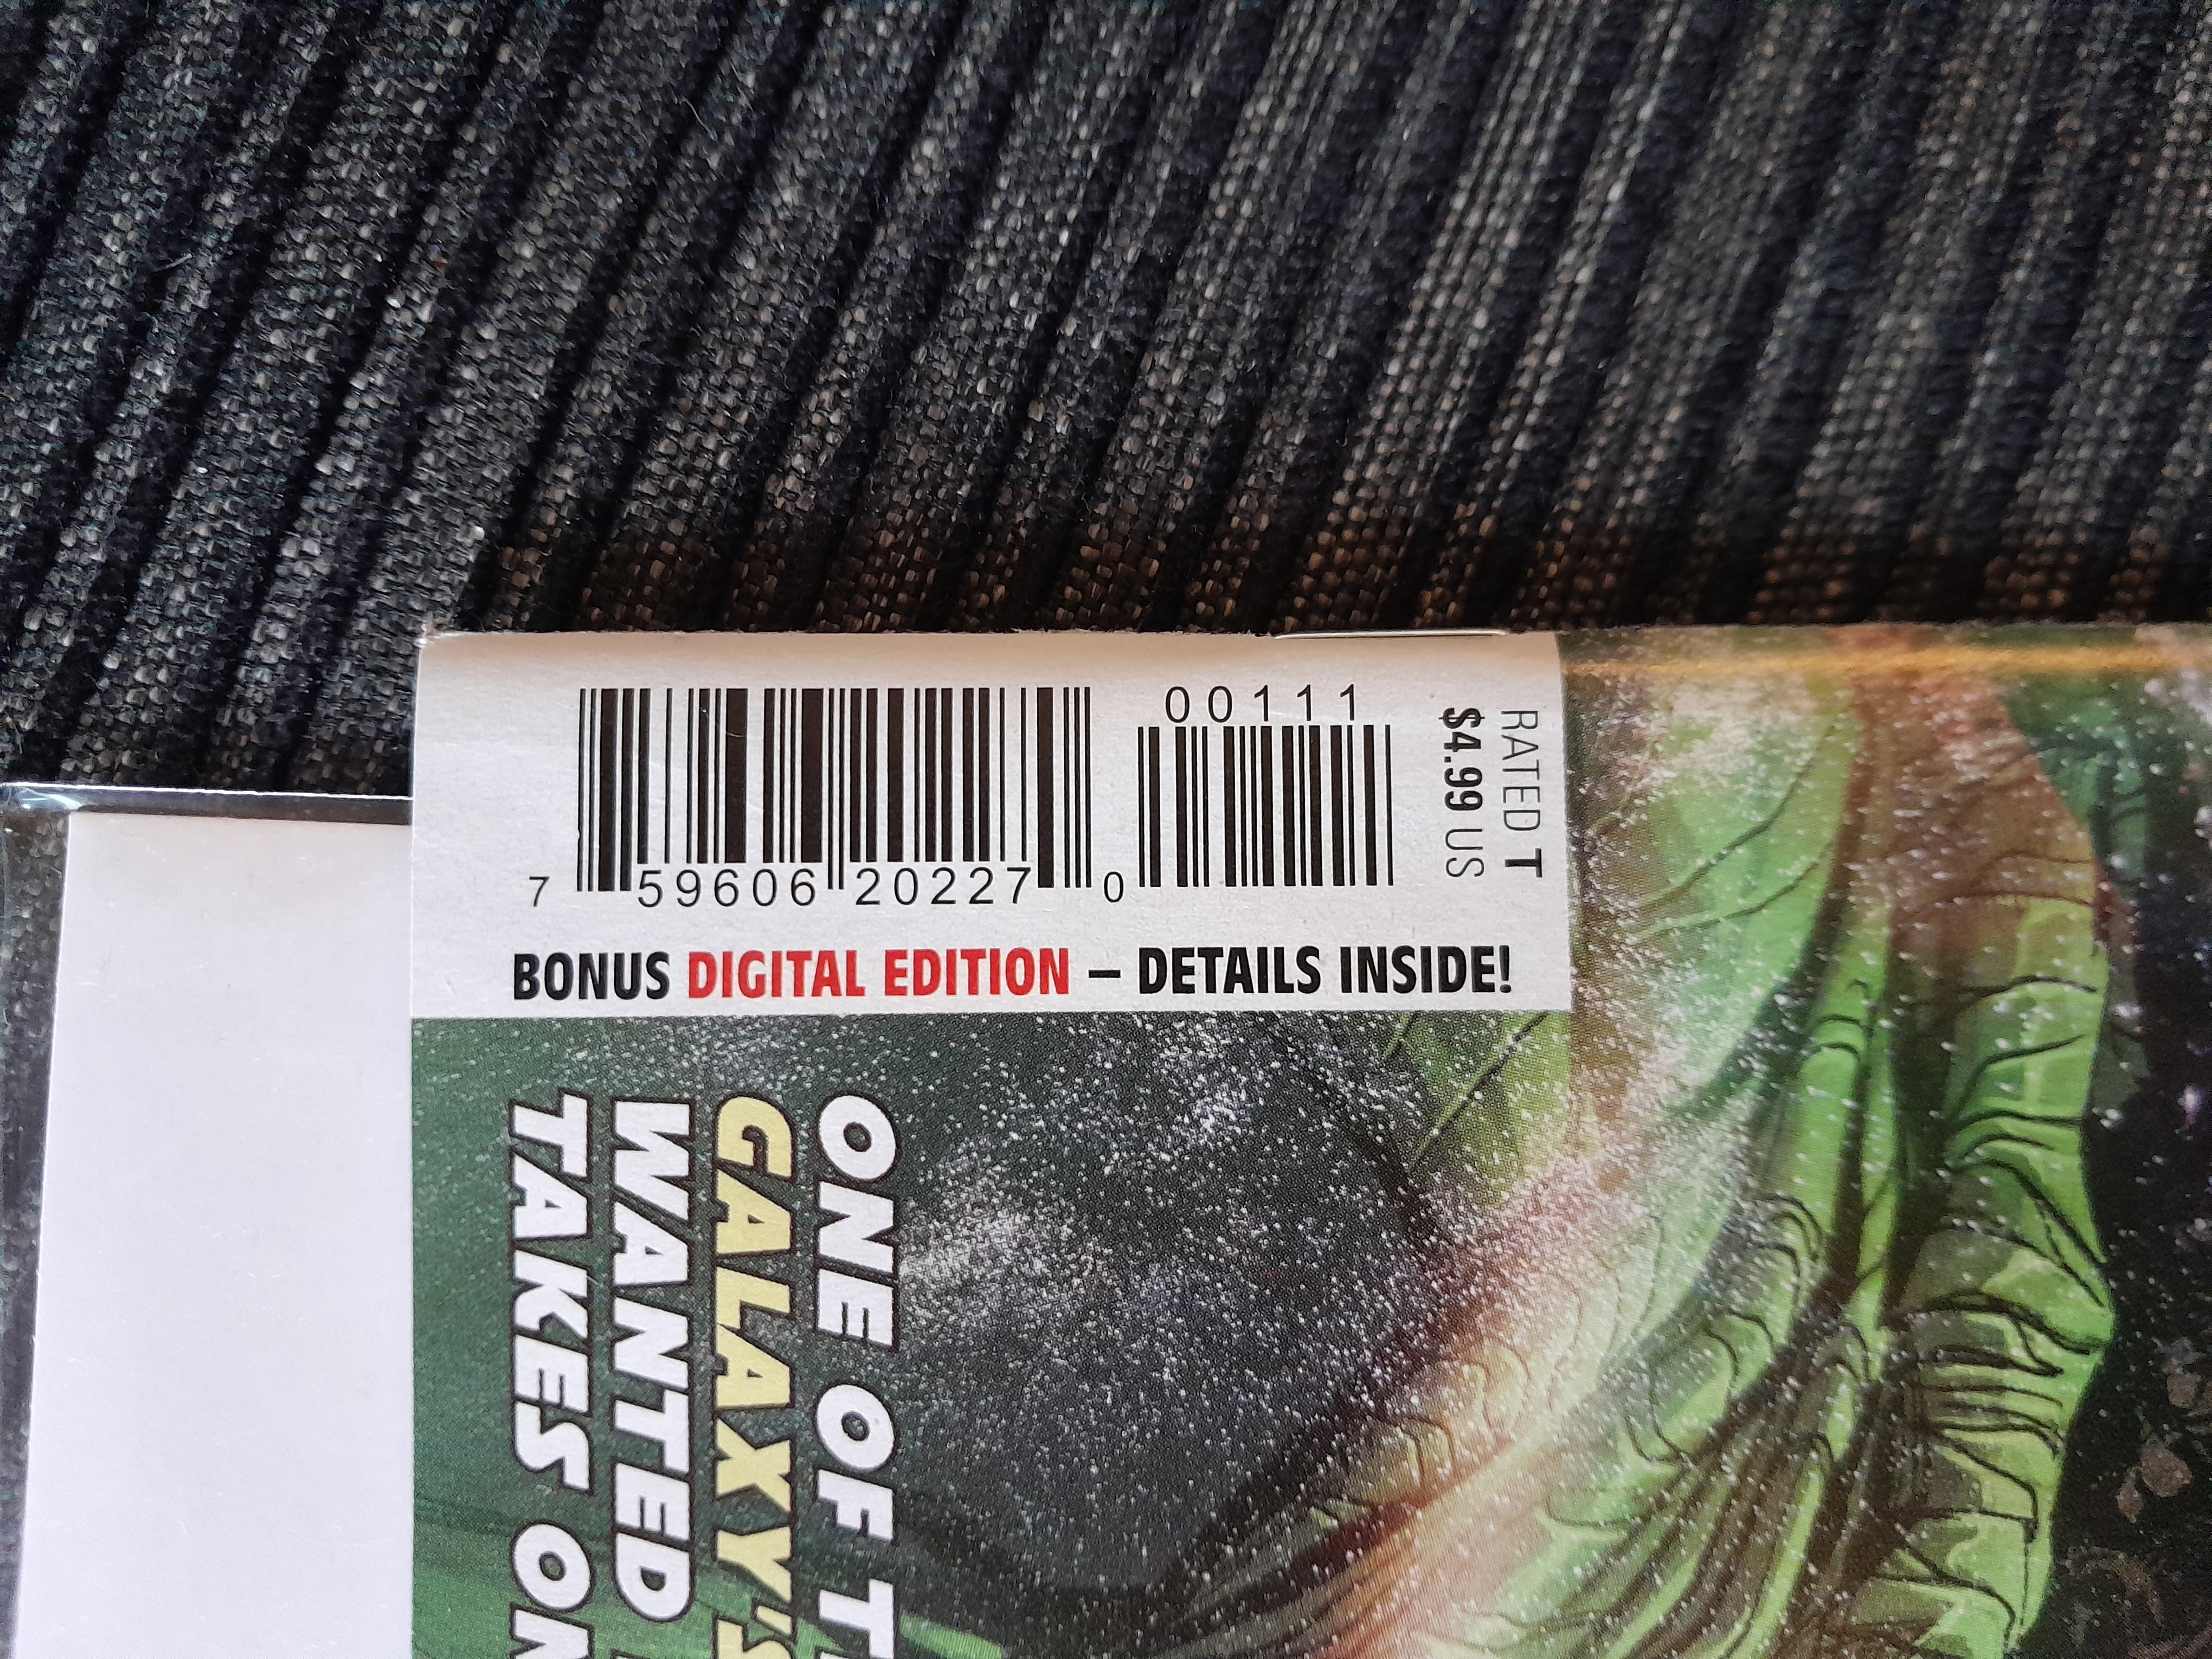 00111
7 59606 20227 0
RATED T
$4.99 US
BONUS DIGITAL EDITION – DETAILS INSIDE!
ONE OF
GALAXY'S
WANTED
TAKES